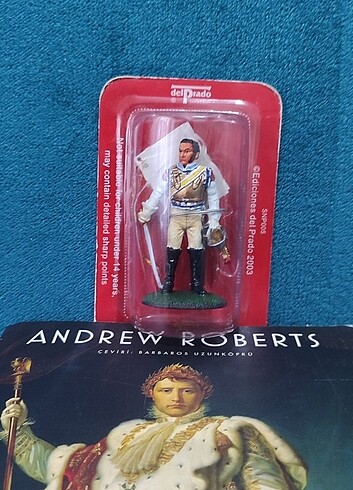 delPrado
Not suitable for children under 14 years.
may contain detailed sharp points
SNP005
©Ediciones del Prado 2003
ANDREW ROBERTS
ÇEVİRİ: BARBAROS UZUNKÖPRÜ